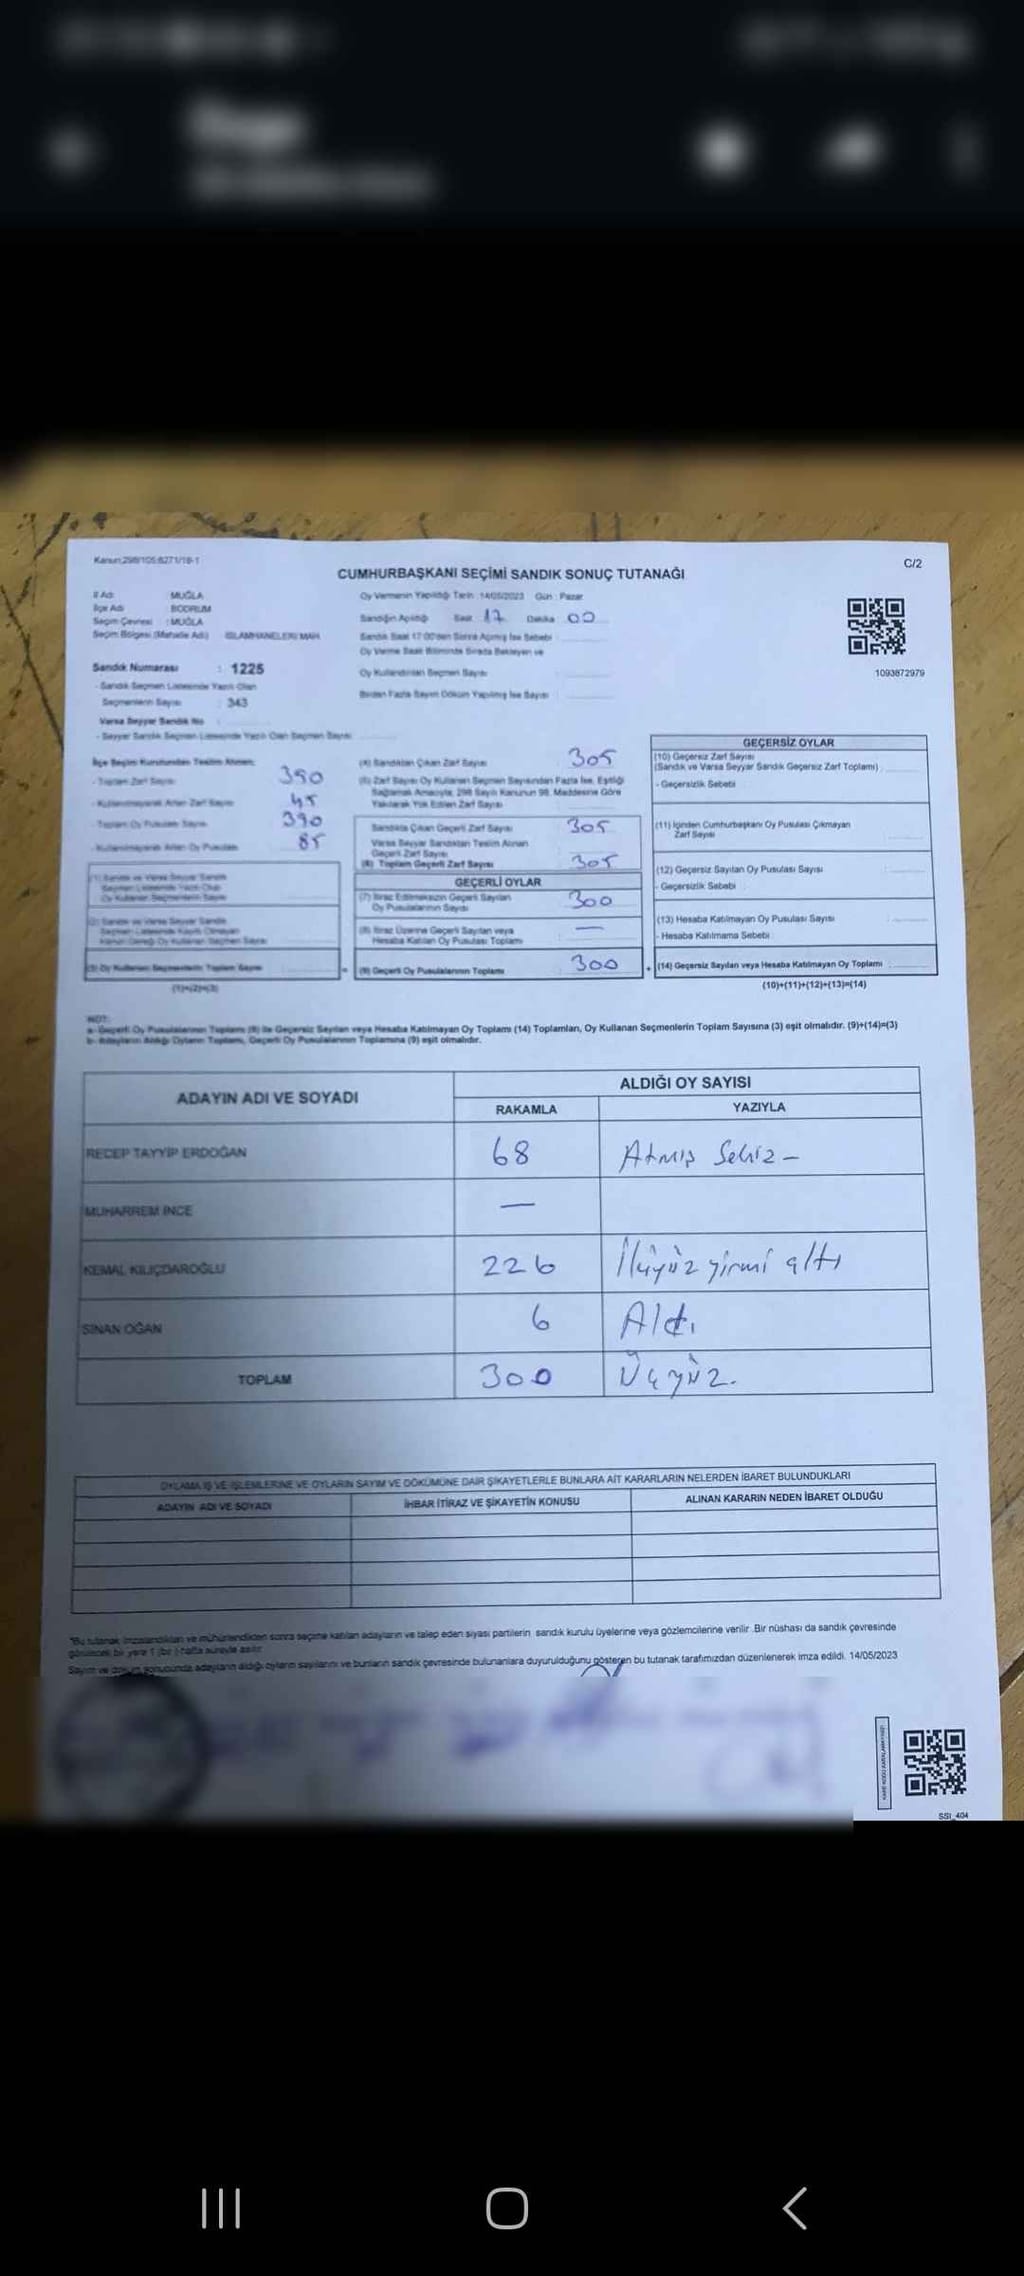 Kanun:298/105:6271/18-1
C/2
CUMHURBAŞKANI SEÇİMİ SANDIK SONUÇ TUTANAĞI
İl Adı MUĞLA
İlçe Adı BODRUM
Seçim Çevresi : MUĞLA
Seçim Bölgesi (Mahalle Adı) İSLAMHANELERİ MAH.
Sandık Numarası : 1225
- Sandık Seçmen Listesinde Yazılı Olan
Seçmenlerin Sayısı : 343
Varsa Seyyar Sandık No :
- Seyyar Sandık Seçmen Listesinde Yazılı Olan Seçmen Sayısı
Oy Vermenin Yapıldığı Tarih : 14/05/2023 Gün : Pazar
Sandığın Açıldığı Saat 17 Dakika 00
Sandık Saat 17:00'den Sonra Açılmış İse Sebebi
Oy Verme Saati Bitiminde Sırada Bekleyen ve
Oy Kullandırılan Seçmen Sayısı
Birden Fazla Sayım Döküm Yapılmış İse Sayısı
1093872979
İlçe Seçim Kurulundan Teslim Alınan;
- Toplam Zarf Sayısı 390
- Kullanılmayarak Artan Zarf Sayısı 45
- Toplam Oy Pusulası Sayısı 390
- Kullanılmayarak Artan Oy Pusulası 85
(1) Sandık ve Varsa Seyyar Sandık
Seçmen Listesinde Yazılı Olup
Oy Kullanan Seçmenlerin Sayısı
(2) Sandık ve Varsa Seyyar Sandık
Seçmen Listesinde Kayıtlı Olmayan
Kanun Gereği Oy Kullanan Seçmen Sayısı
(3) Oy Kullanan Seçmenlerin Toplam Sayısı
(1)+(2)=(3)
(4) Sandıktan Çıkan Zarf Sayısı 305
(5) Zarf Sayısı Oy Kullanan Seçmen Sayısından Fazla İse, Eşitliği
Sağlamak Amacıyla, 298 Sayılı Kanunun 98. Maddesine Göre
Yakılarak Yok Edilen Zarf Sayısı
Sandıkta Çıkan Geçerli Zarf Sayısı 305
Varsa Seyyar Sandıktan Teslim Alınan
Geçerli Zarf Sayısı
(6) Toplam Geçerli Zarf Sayısı 305
GEÇERLİ OYLAR
(7) İtiraz Edilmeksizin Geçerli Sayılan
Oy Pusulalarının Sayısı 300
(8) İtiraz Üzerine Geçerli Sayılan veya
Hesaba Katılan Oy Pusulası Toplamı —
= (9) Geçerli Oy Pusulalarının Toplamı 300
GEÇERSİZ OYLAR
(10) Geçersiz Zarf Sayısı
(Sandık ve Varsa Seyyar Sandık Geçersiz Zarf Toplamı)
- Geçersizlik Sebebi
(11) İçinden Cumhurbaşkanı Oy Pusulası Çıkmayan
Zarf Sayısı
(12) Geçersiz Sayılan Oy Pusulası Sayısı
- Geçersizlik Sebebi
(13) Hesaba Katılmayan Oy Pusulası Sayısı
- Hesaba Katılmama Sebebi
+ (14) Geçersiz Sayılan veya Hesaba Katılmayan Oy Toplamı
(10)+(11)+(12)+(13)=(14)
NOT:
a- Geçerli Oy Pusulalarının Toplamı (9) ile Geçersiz Sayılan veya Hesaba Katılmayan Oy Toplamı (14) Toplamları, Oy Kullanan Seçmenlerin Toplam Sayısına (3) eşit olmalıdır. (9)+(14)=(3)
b- Adayların Aldığı Oyların Toplamı, Geçerli Oy Pusulalarının Toplamına (9) eşit olmalıdır.
ADAYIN ADI VE SOYADI
ALDIĞI OY SAYISI
RAKAMLA YAZIYLA
RECEP TAYYİP ERDOĞAN 68 Atmış Sekiz –
MUHARREM İNCE —
KEMAL KILIÇDAROĞLU 226 İkiyüz yirmi altı
SİNAN OĞAN 6 Altı
TOPLAM 300 Üçyüz.
OYLAMA İŞ VE İŞLEMLERİNE VE OYLARIN SAYIM VE DÖKÜMÜNE DAİR ŞİKAYETLERLE BUNLARA AİT KARARLARIN NELERDEN İBARET BULUNDUKLARI
ADAYIN ADI VE SOYADI İHBAR İTİRAZ VE ŞİKAYETİN KONUSU ALINAN KARARIN NEDEN İBARET OLDUĞU
*Bu tutanak imzalandıktan ve mühürlendikten sonra seçime katılan adayların ve talep eden siyasi partilerin sandık kurulu üyelerine veya gözlemcilerine verilir. Bir nüshası da sandık çevresinde
görülecek bir yere 1 (bir) hafta süreyle asılır.
Sayım ve döküm sonucunda adayların aldığı oyların sayılarını ve bunların sandık çevresinde bulunanlara duyurulduğunu gösteren bu tutanak tarafımızdan düzenlenerek imza edildi. 14/05/2023
SSI_404